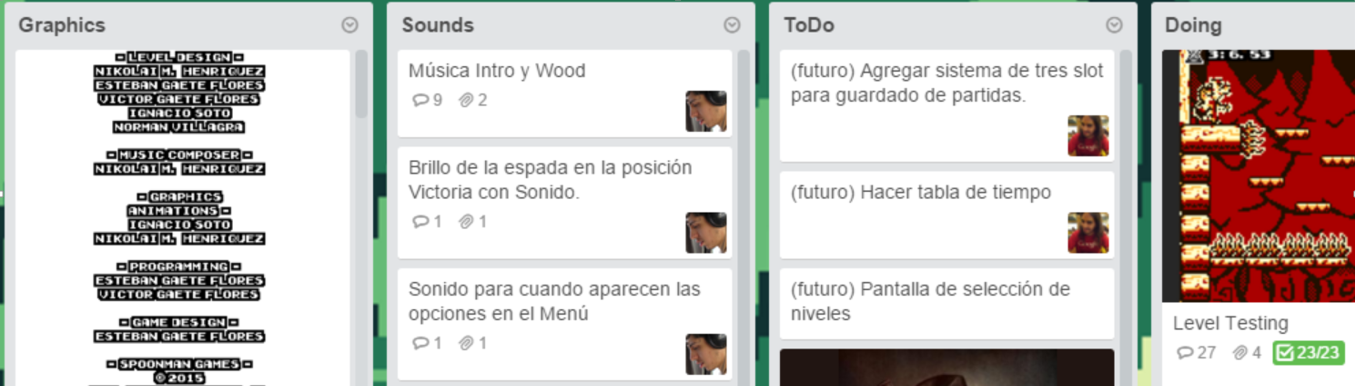 Graphics
- LEVEL DESIGN -
NIKOLAI M. HENRIQUEZ
ESTEBAN GAETE FLORES
VICTOR GAETE FLORES
IGNACIO SOTO
NORMAN VILLAGRA
- MUSIC COMPOSER -
NIKOLAI M. HENRIQUEZ
- GRAPHICS
ANIMATIONS -
IGNACIO SOTO
NIKOLAI M. HENRIQUEZ
- PROGRAMMING -
ESTEBAN GAETE FLORES
VICTOR GAETE FLORES
- GAME DESIGN -
ESTEBAN GAETE FLORES
- SPOONMAN GAMES -
©2015
Sounds
Música Intro y Wood
9 2
Brillo de la espada en la posición
Victoria con Sonido.
1 1
Sonido para cuando aparecen las
opciones en el Menú
1 1
ToDo
(futuro) Agregar sistema de tres slot
para guardado de partidas.
Google
(futuro) Hacer tabla de tiempo
Google
(futuro) Pantalla de selección de
niveles
Doing
3:6.53
Level Testing
27 4 23/23